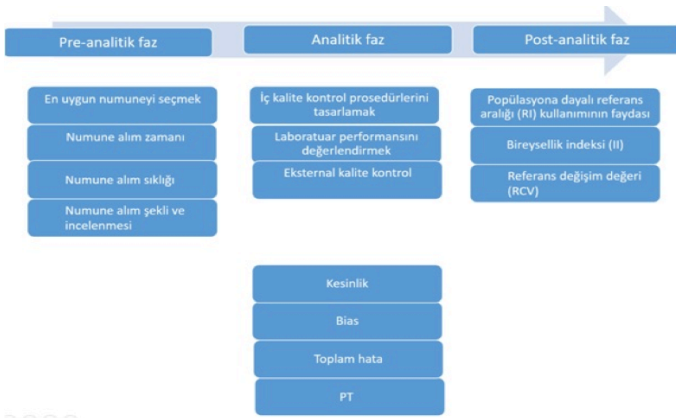 Pre-analitik faz
Analitik faz
Post-analitik faz
En uygun numuneyi seçmek
Numune alım zamanı
Numune alım sıklığı
Numune alım şekli ve
incelenmesi
İç kalite kontrol prosedürlerini
tasarlamak
Laboratuar performansını
değerlendirmek
Eksternal kalite kontrol
Popülasyona dayalı referans
aralığı (RI) kullanımının faydası
Bireysellik indeksi (II)
Referans değişim değeri
(RCV)
Kesinlik
Bias
Toplam hata
PT